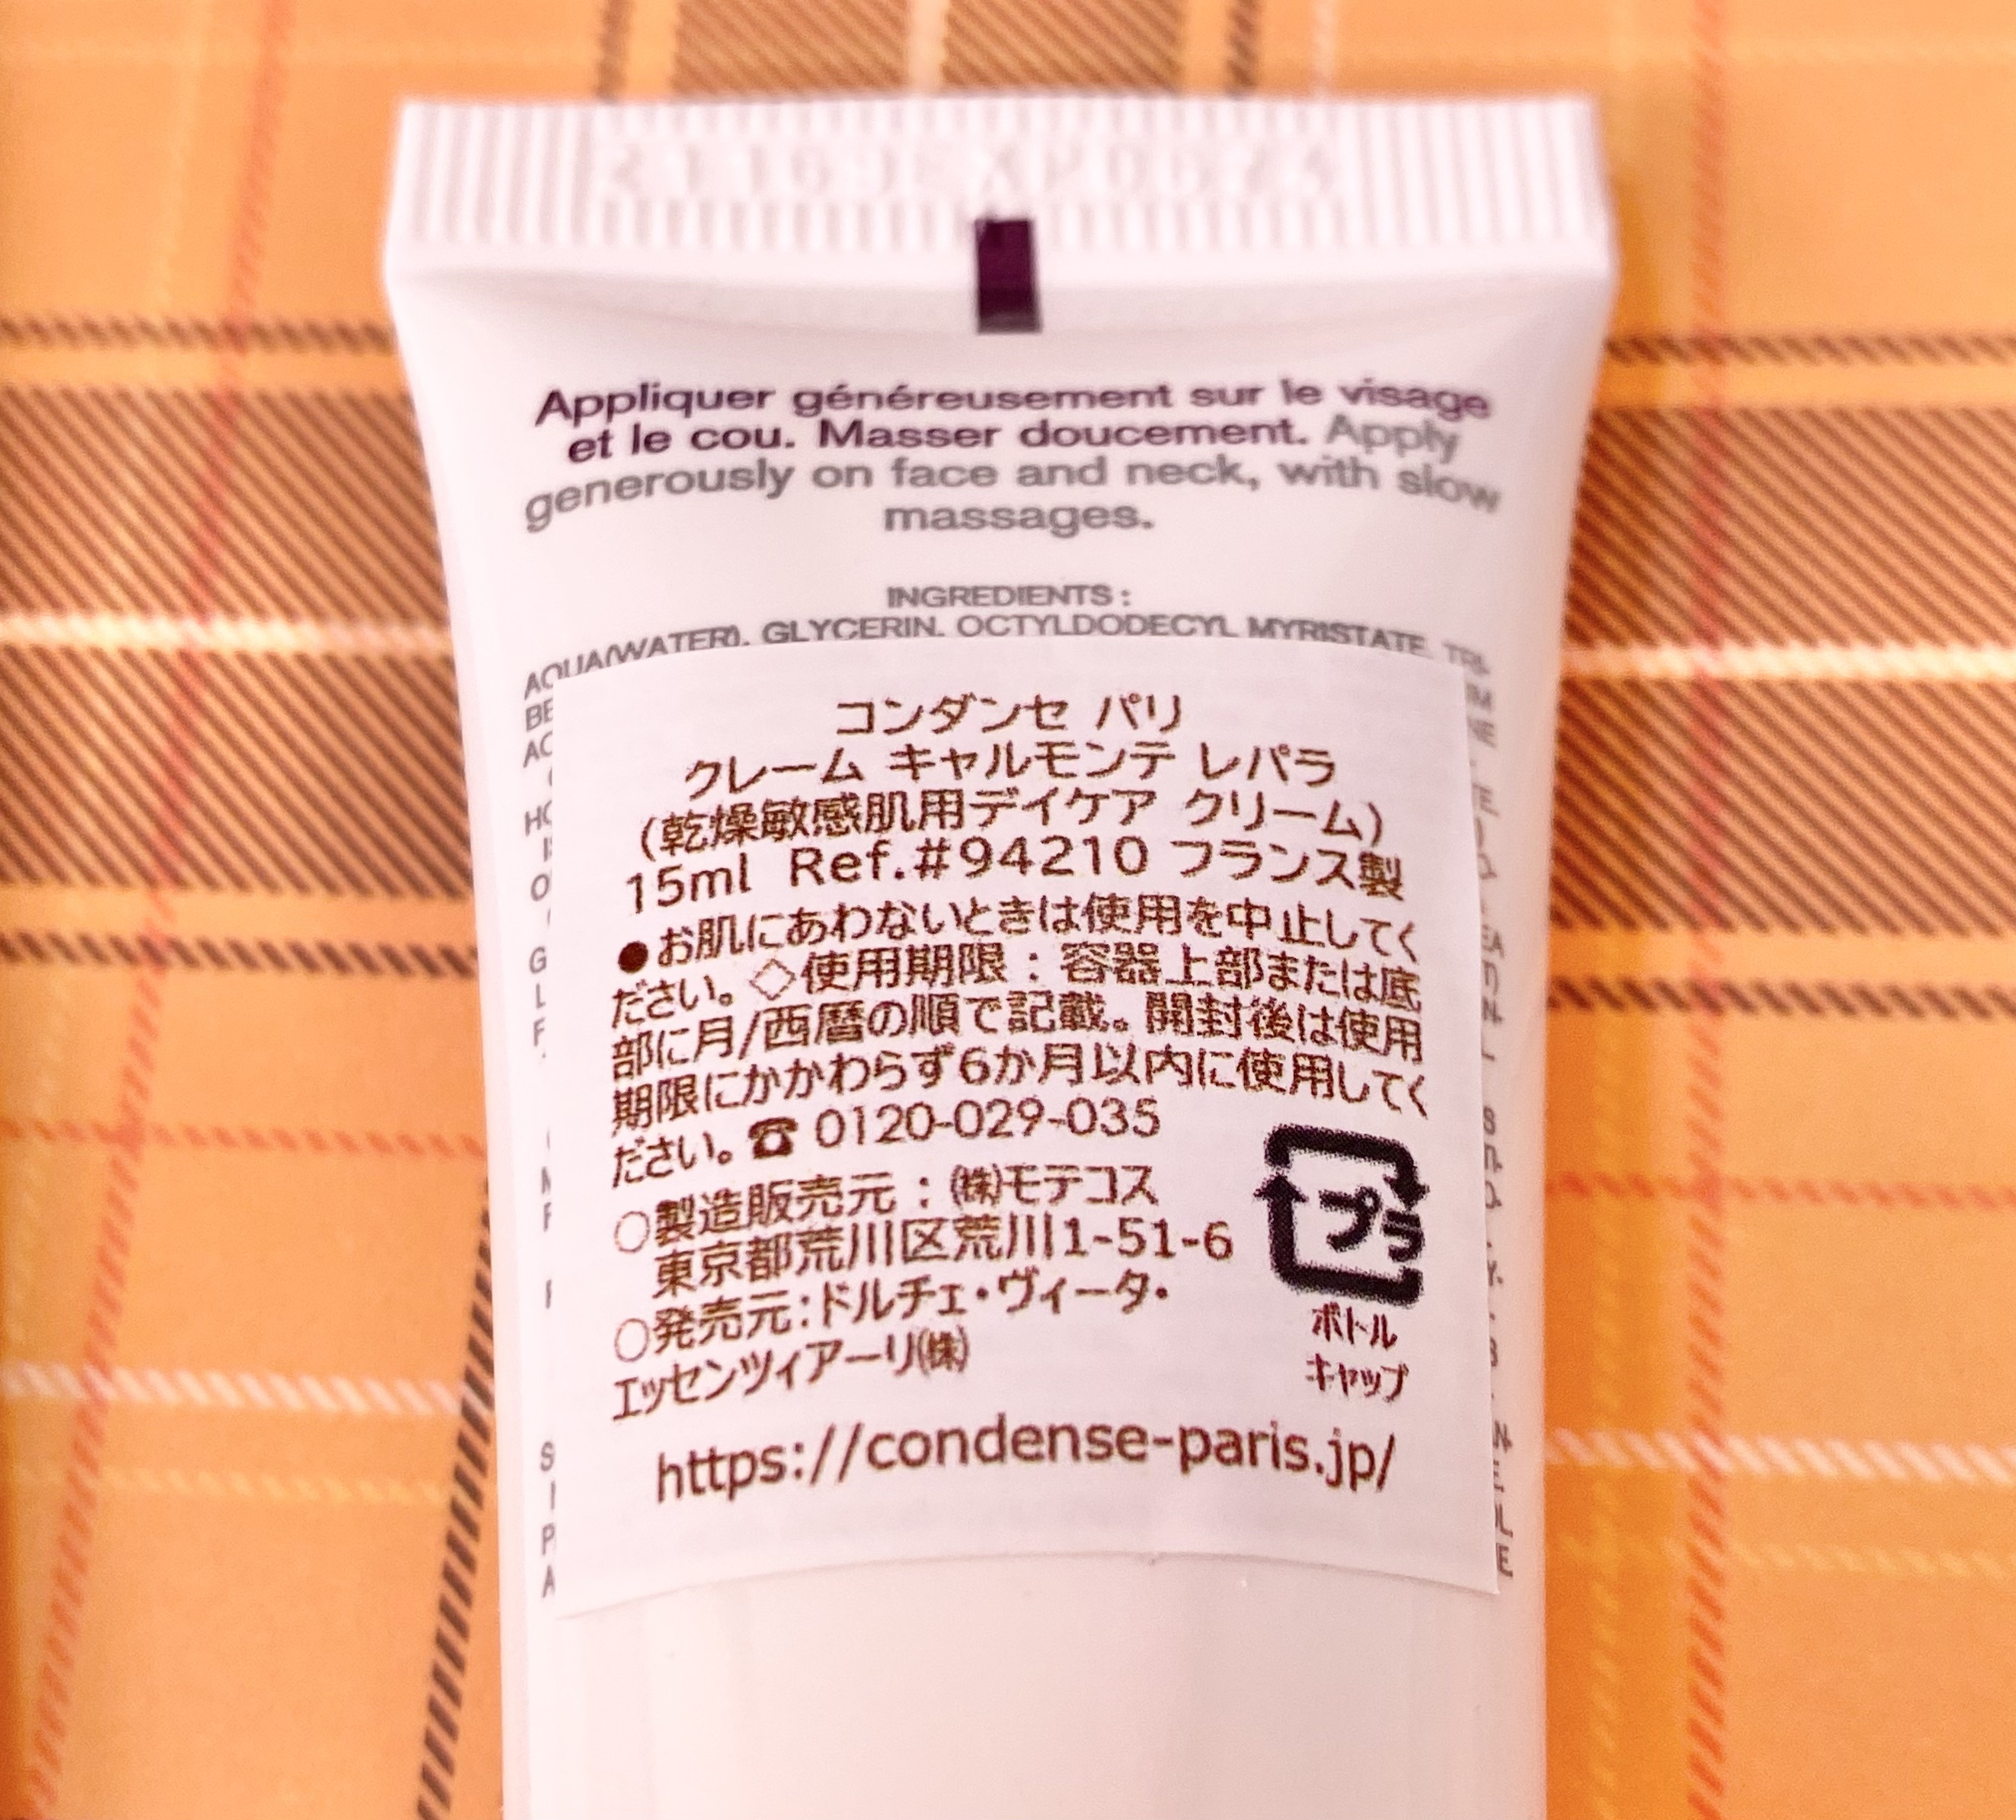 Appliquer généreusement sur le visage
et le cou. Masser doucement. Apply
generously on face and neck, with slow
massages.
INGREDIENTS :
AQUA(WATER), GLYCERIN, OCTYLDODECYL MYRISTATE, TRI-
コンダンセ パリ
クレーム キャルモンテ レパラ
(乾燥敏感肌用デイケア クリーム)
15ml Ref.#94210 フランス製
●お肌にあわないときは使用を中止してく
ださい。◇使用期限：容器上部または底
部に月/西暦の順で記載。開封後は使用
期限にかかわらず6か月以内に使用してく
ださい。☎ 0120-029-035
○製造販売元：㈱モテコス
東京都荒川区荒川1-51-6
○発売元:ドルチェ・ヴィータ・
エッセンツィアーリ㈱
プラ
ボトル
キャップ
https://condense-paris.jp/